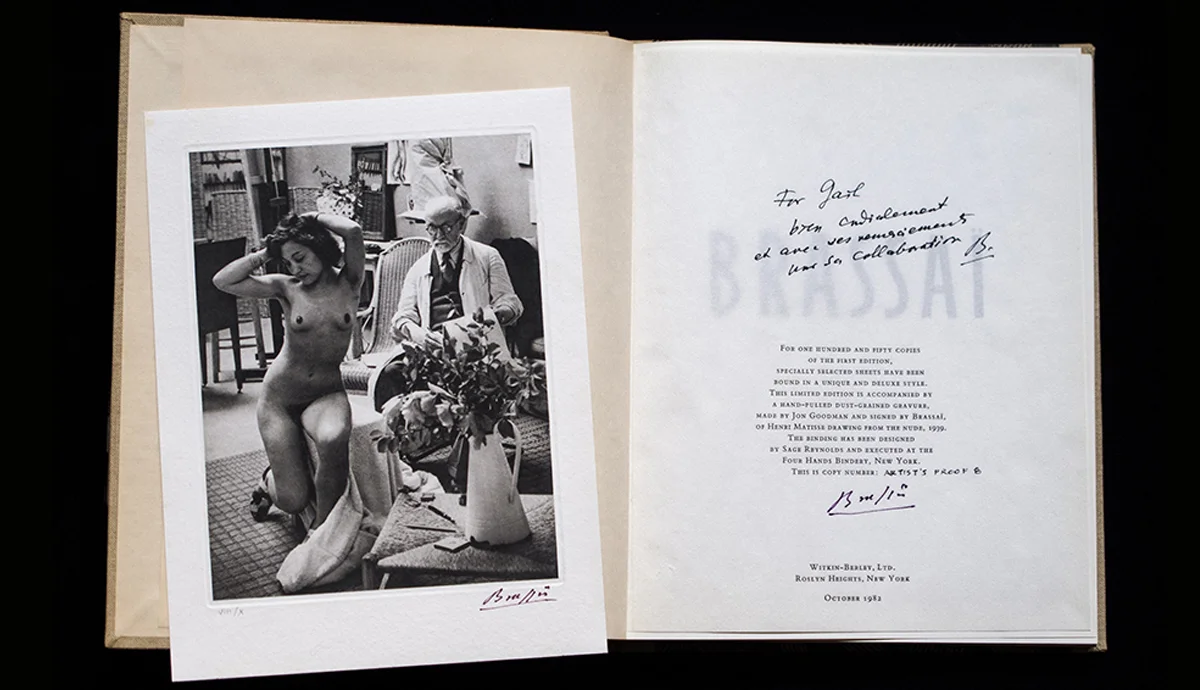 For Gail
bien cordialement
et avec ses remerciements
une sa collaboration B.
BRASSAÏ
FOR ONE HUNDRED AND FIFTY COPIES
OF THE FIRST EDITION,
SPECIALLY SELECTED SHEETS HAVE BEEN
BOUND IN A UNIQUE AND DELUXE STYLE.
THIS LIMITED EDITION IS ACCOMPANIED BY
A HAND-PULLED DUST-GRAINED GRAVURE,
MADE BY JON GOODMAN AND SIGNED BY BRASSAÏ,
OF HENRI MATISSE DRAWING FROM THE NUDE, 1939.
THE BINDING HAS BEEN DESIGNED
BY SAGE REYNOLDS AND EXECUTED AT THE
FOUR HANDS BINDERY, NEW YORK.
THIS IS COPY NUMBER: ARTIST'S PROOF 8
Brassaï
WITKIN-BERLEY, LTD.
ROSLYN HEIGHTS, NEW YORK
OCTOBER 1982
VIII/X
Brassaï